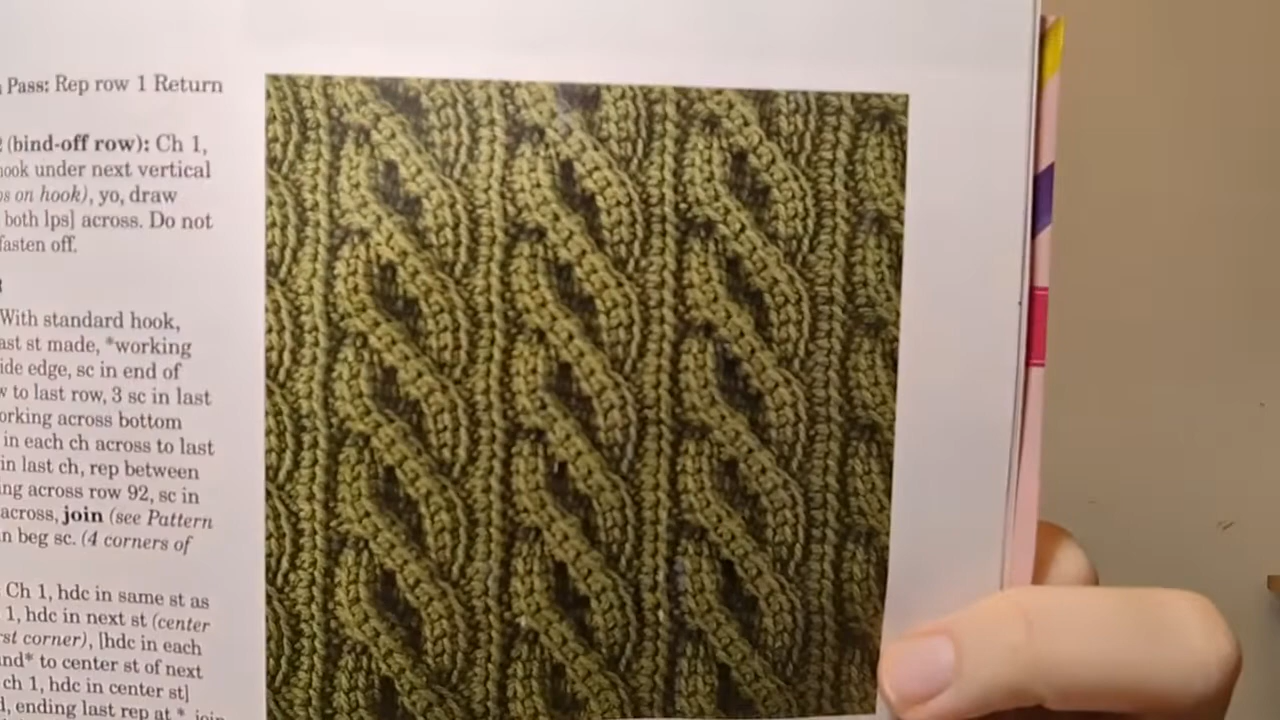 Pass: Rep row 1 Return
(bind-off row): Ch 1,
hook under next vertical
on hook), yo, draw
both lps] across. Do not
fasten off.
With standard hook,
st made, *working
edge, sc in end of
to last row, 3 sc in last
across bottom
in each ch across to last
in last ch, rep between
across row 92, sc in
across, join (see Pattern
beg sc. (4 corners of
Ch 1, hdc in same st as
1, hdc in next st (center
corner), [hdc in each
to center st of next
ch 1, hdc in center st]
ending last rep at *, join